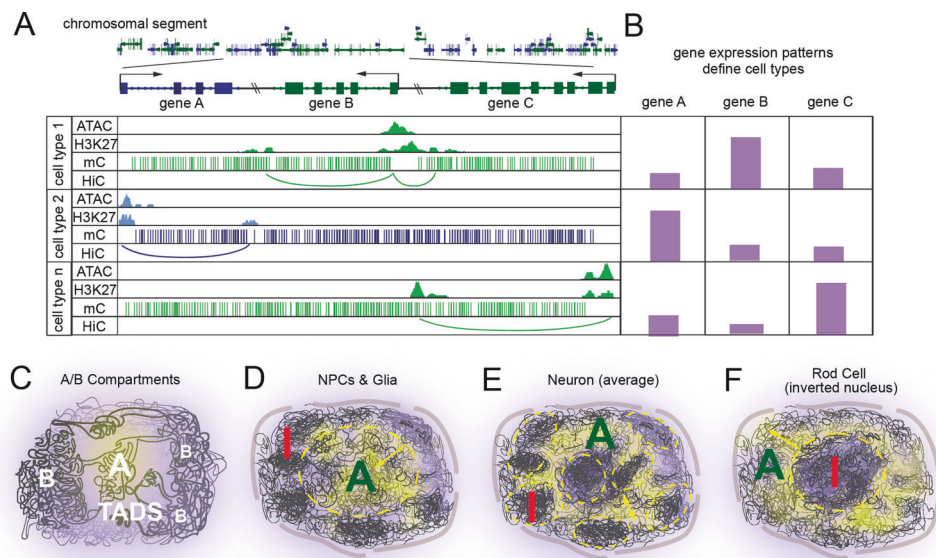 A
chromosomal segment
gene A
gene B
gene C
cell type 1
ATAC
H3K27
mC
HiC
cell type 2
ATAC
H3K27
mC
HiC
cell type n
ATAC
H3K27
mC
HiC
B
gene expression patterns
define cell types
gene A
gene B
gene C
C
A/B Compartments
B
A
B
TADS
B
D
NPCs & Glia
I
A
E
Neuron (average)
A
I
F
Rod Cell
(inverted nucleus)
A
I